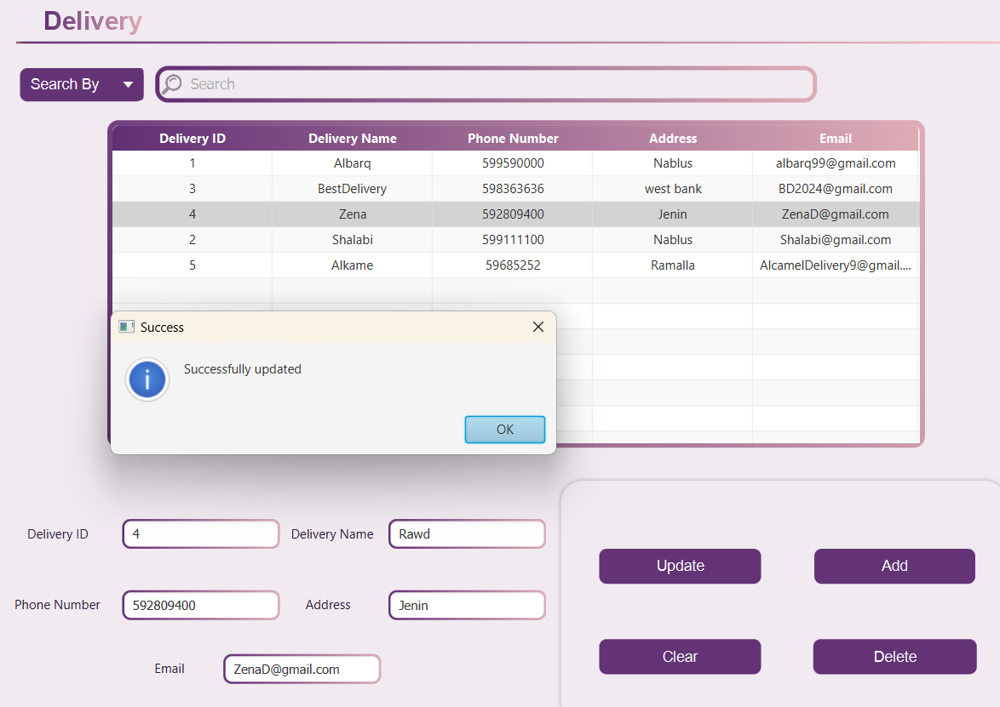 Delivery
Search By
Search
Delivery ID Delivery Name Phone Number Address Email
1 Albarq 599590000 Nablus albarq99@gmail.com
3 BestDelivery 598363636 west bank BD2024@gmail.com
4 Zena 592809400 Jenin ZenaD@gmail.com
2 Shalabi 599111100 Nablus Shalabi@gmail.com
5 Alkame 59685252 Ramalla AlcamelDelivery9@gmail....
Success
Successfully updated
OK
Delivery ID 4 Delivery Name Rawd
Phone Number 592809400 Address Jenin
Email ZenaD@gmail.com
Update Add
Clear Delete